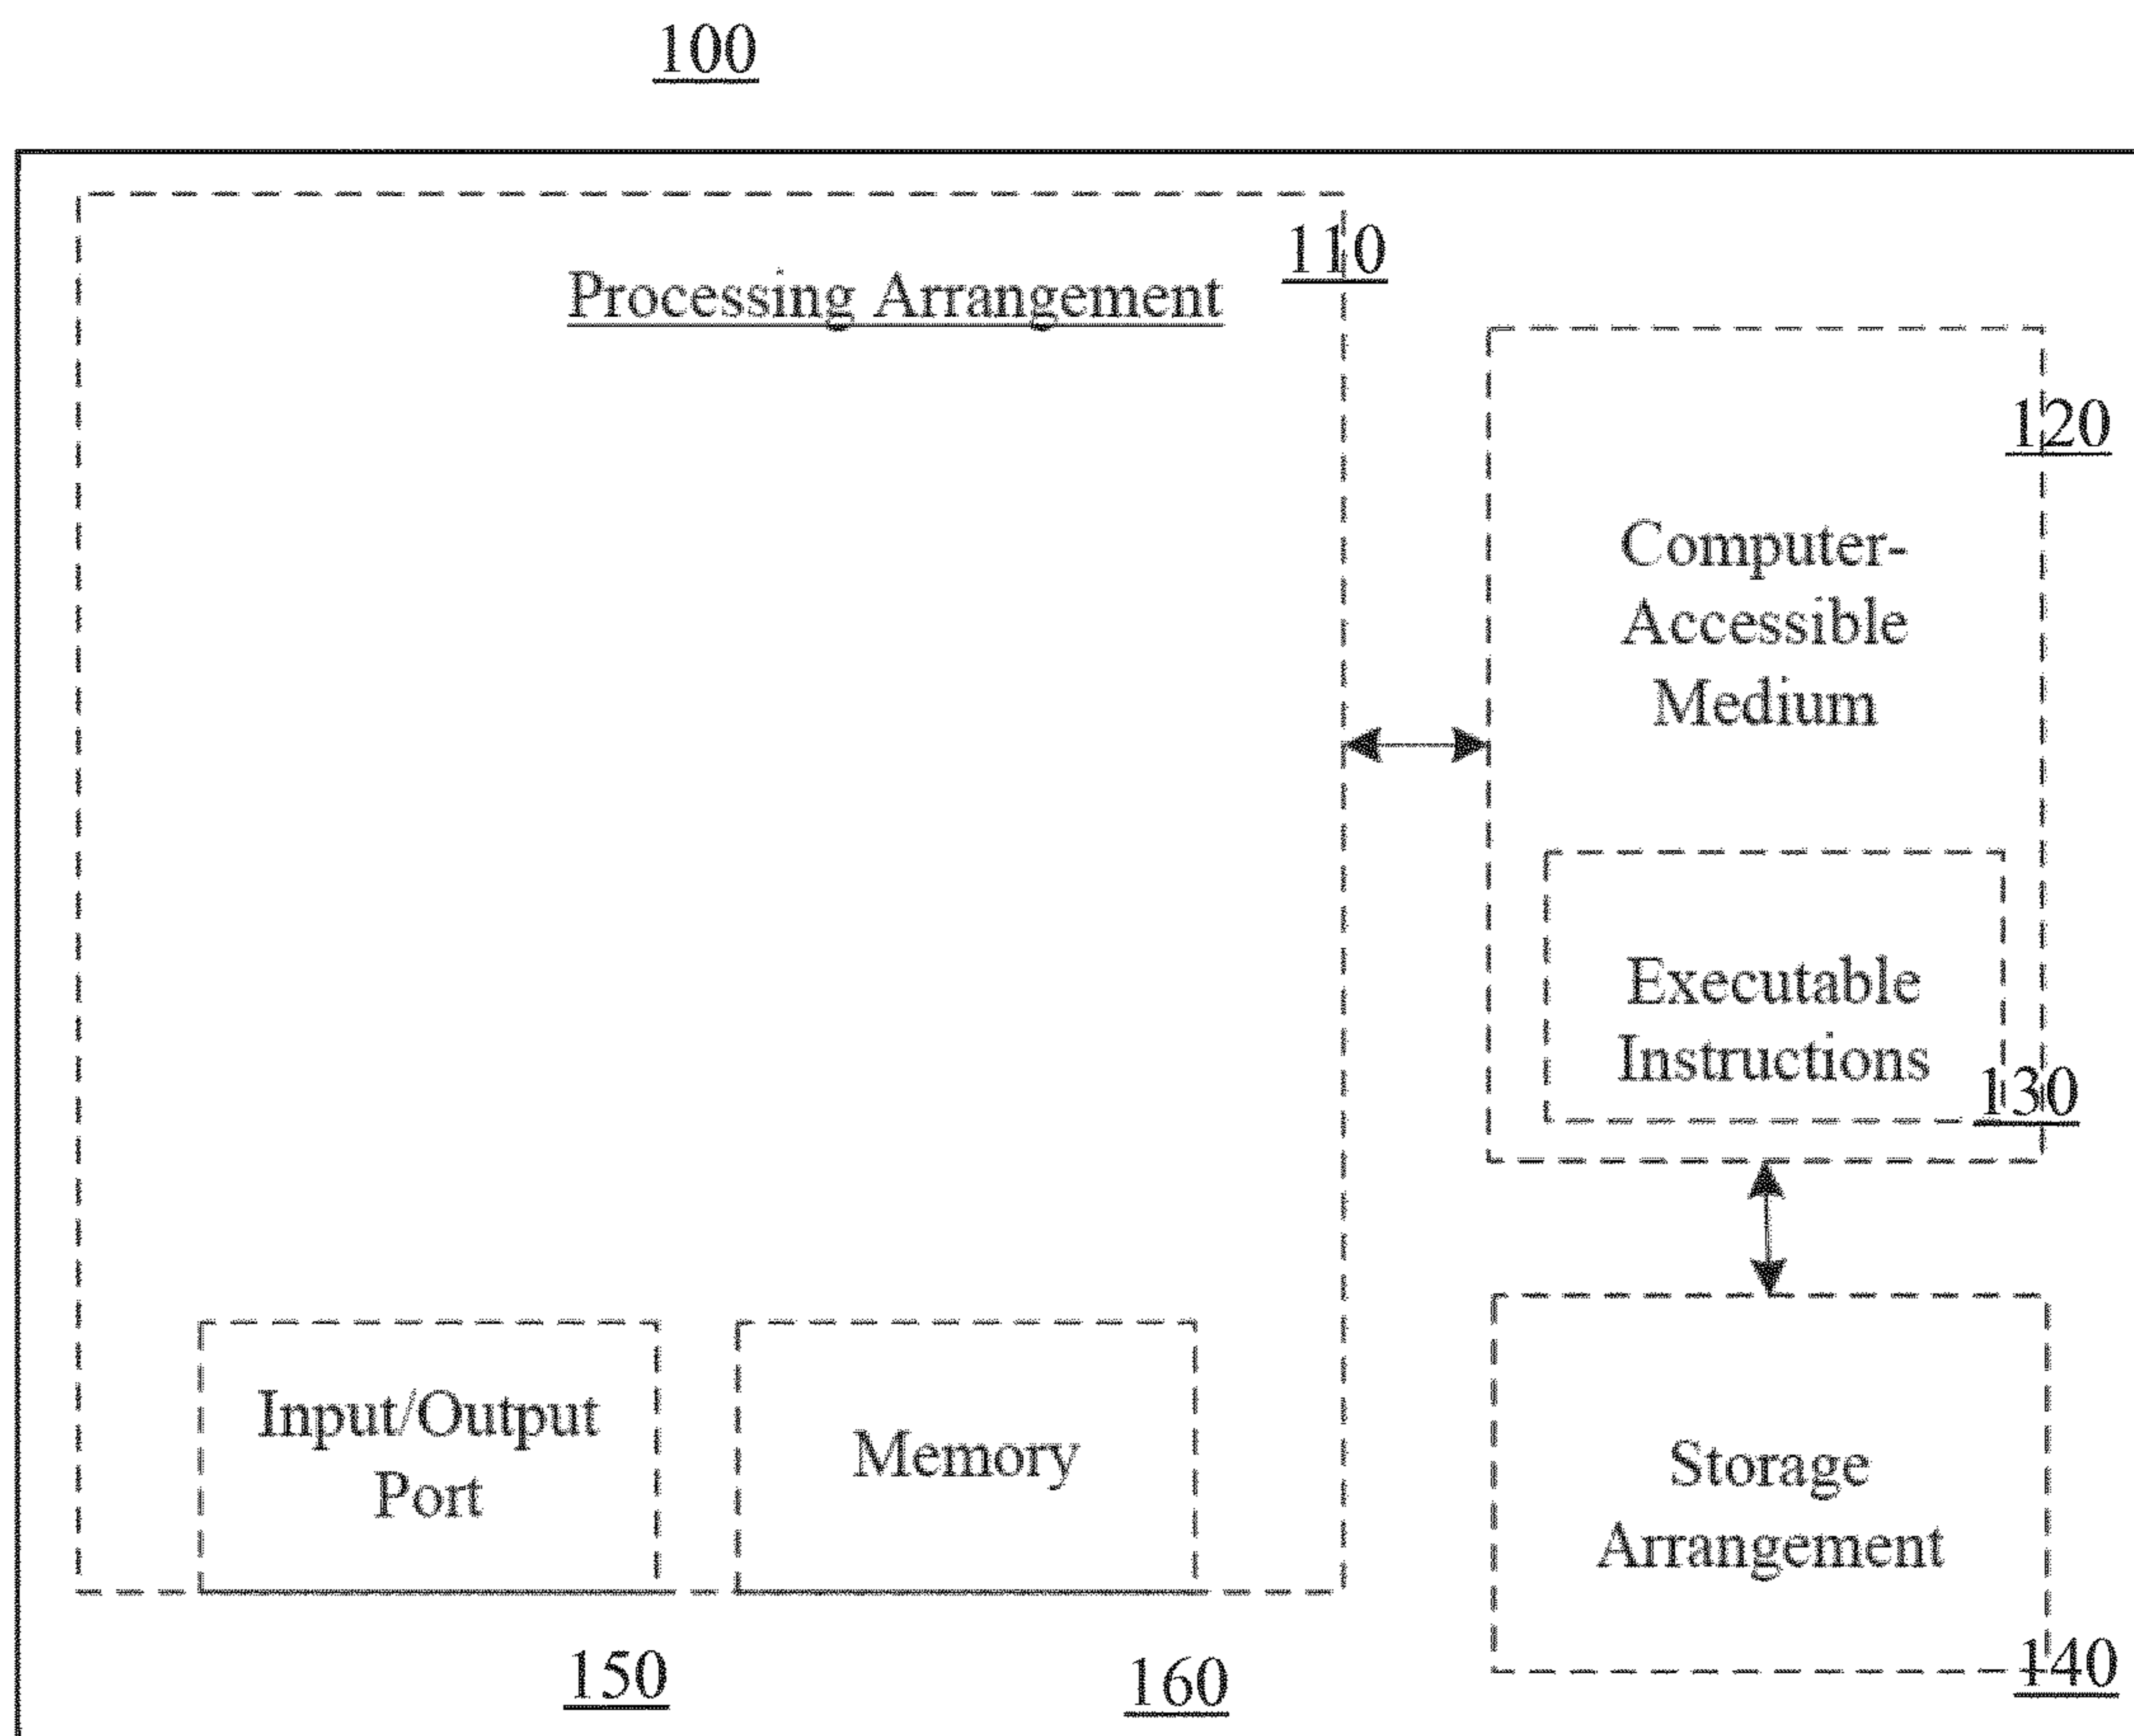 100
110
Processing Arrangement
120
Computer-
Accessible
Medium
Executable
Instructions
130
Input/Output
Port
Memory
Storage
Arrangement
140
150
160